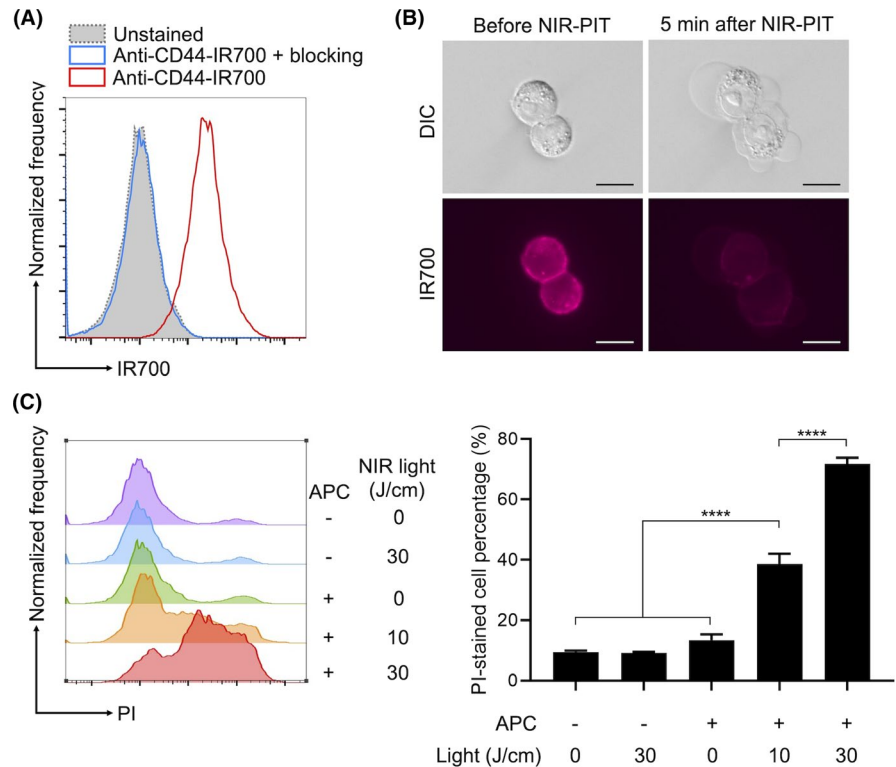 (A)
Unstained
Anti-CD44-IR700 + blocking
Anti-CD44-IR700
Normalized frequency
IR700
(B)
Before NIR-PIT
5 min after NIR-PIT
DIC
IR700
(C)
Normalized frequency
PI
APC
NIR light
(J/cm)
- 0
- 30
+ 0
+ 10
+ 30
PI-stained cell percentage (%)
80
60
40
20
0
****
****
APC - - + + +
Light (J/cm) 0 30 0 10 30